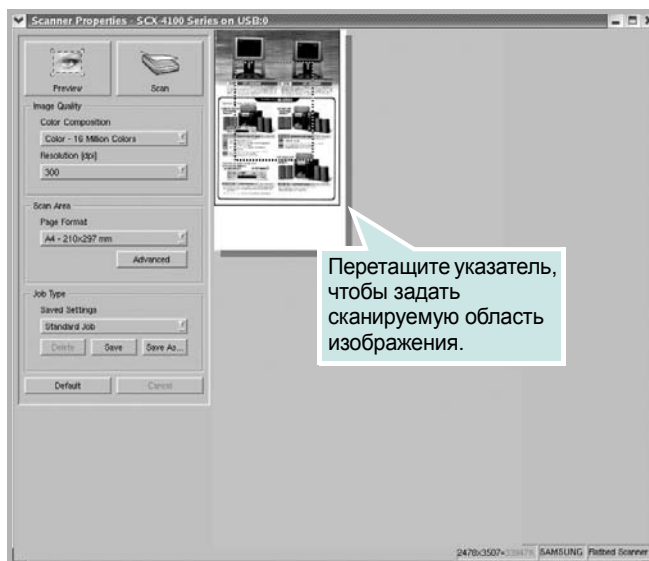 Scanner Properties - SCX-4100 Series on USB:0
Preview
Scan
Image Quality
Color Composition
Color - 16 Million Colors
Resolution [dpi]
300
Scan Area
Page Format
A4 - 210x297 mm
Advanced
Job Type
Saved Settings
Standard Job
Delete
Save
Save As...
Default
Cancel
Перетащите указатель,
чтобы задать
сканируемую область
изображения.
2478x3507
SAMSUNG
Flatbed Scanner